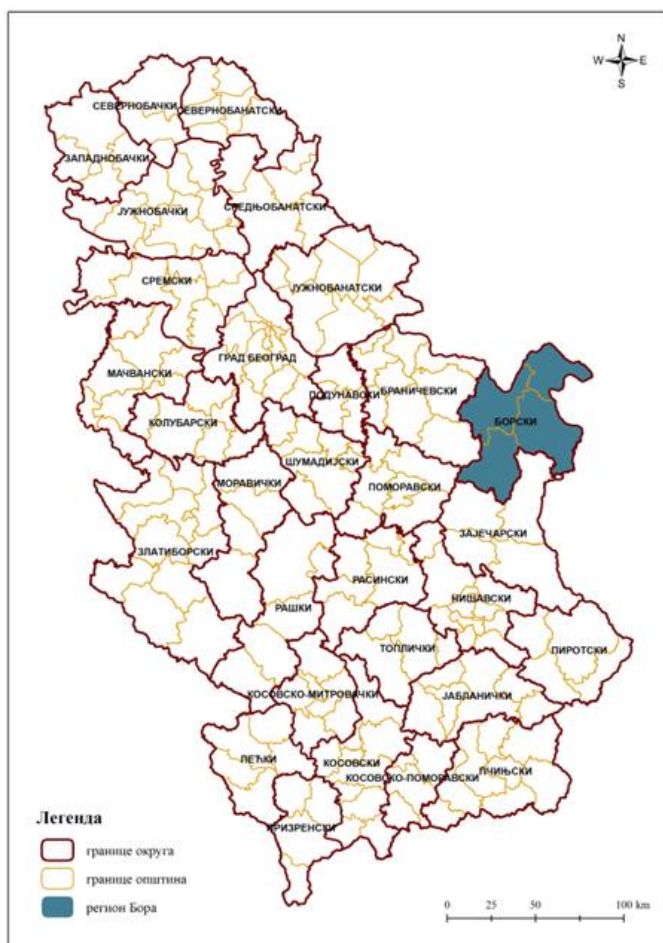 N
W E
S
СЕВЕРНОБАЧКИ
СЕВЕРНОБАНАТСКИ
ЗАПАДНОБАЧКИ
ЈУЖНОБАЧКИ
СРЕДЊОБАНАТСКИ
СРЕМСКИ
ЈУЖНОБАНАТСКИ
МАЧВАНСКИ
ГРАД БЕОГРАД
ПОДУНАВСКИ
БРАНИЧЕВСКИ
КОЛУБАРСКИ
БОРСКИ
ШУМАДИЈСКИ
МОРАВИЧКИ
ПОМОРАВСКИ
ЗАЈЕЧАРСКИ
ЗЛАТИБОРСКИ
РАСИНСКИ
НИШАВСКИ
РАШКИ
ТОПЛИЧКИ
ПИРОТСКИ
КОСОВСКО-МИТРОВАЧКИ
ЈАБЛАНИЧКИ
ПЕЋКИ
КОСОВСКИ
КОСОВСКО-ПОМОРАВСКИ
ПЧИЊСКИ
ПРИЗРЕНСКИ
Легенда
границе округа
границе општина
регион Бора
0 25 50 100 km